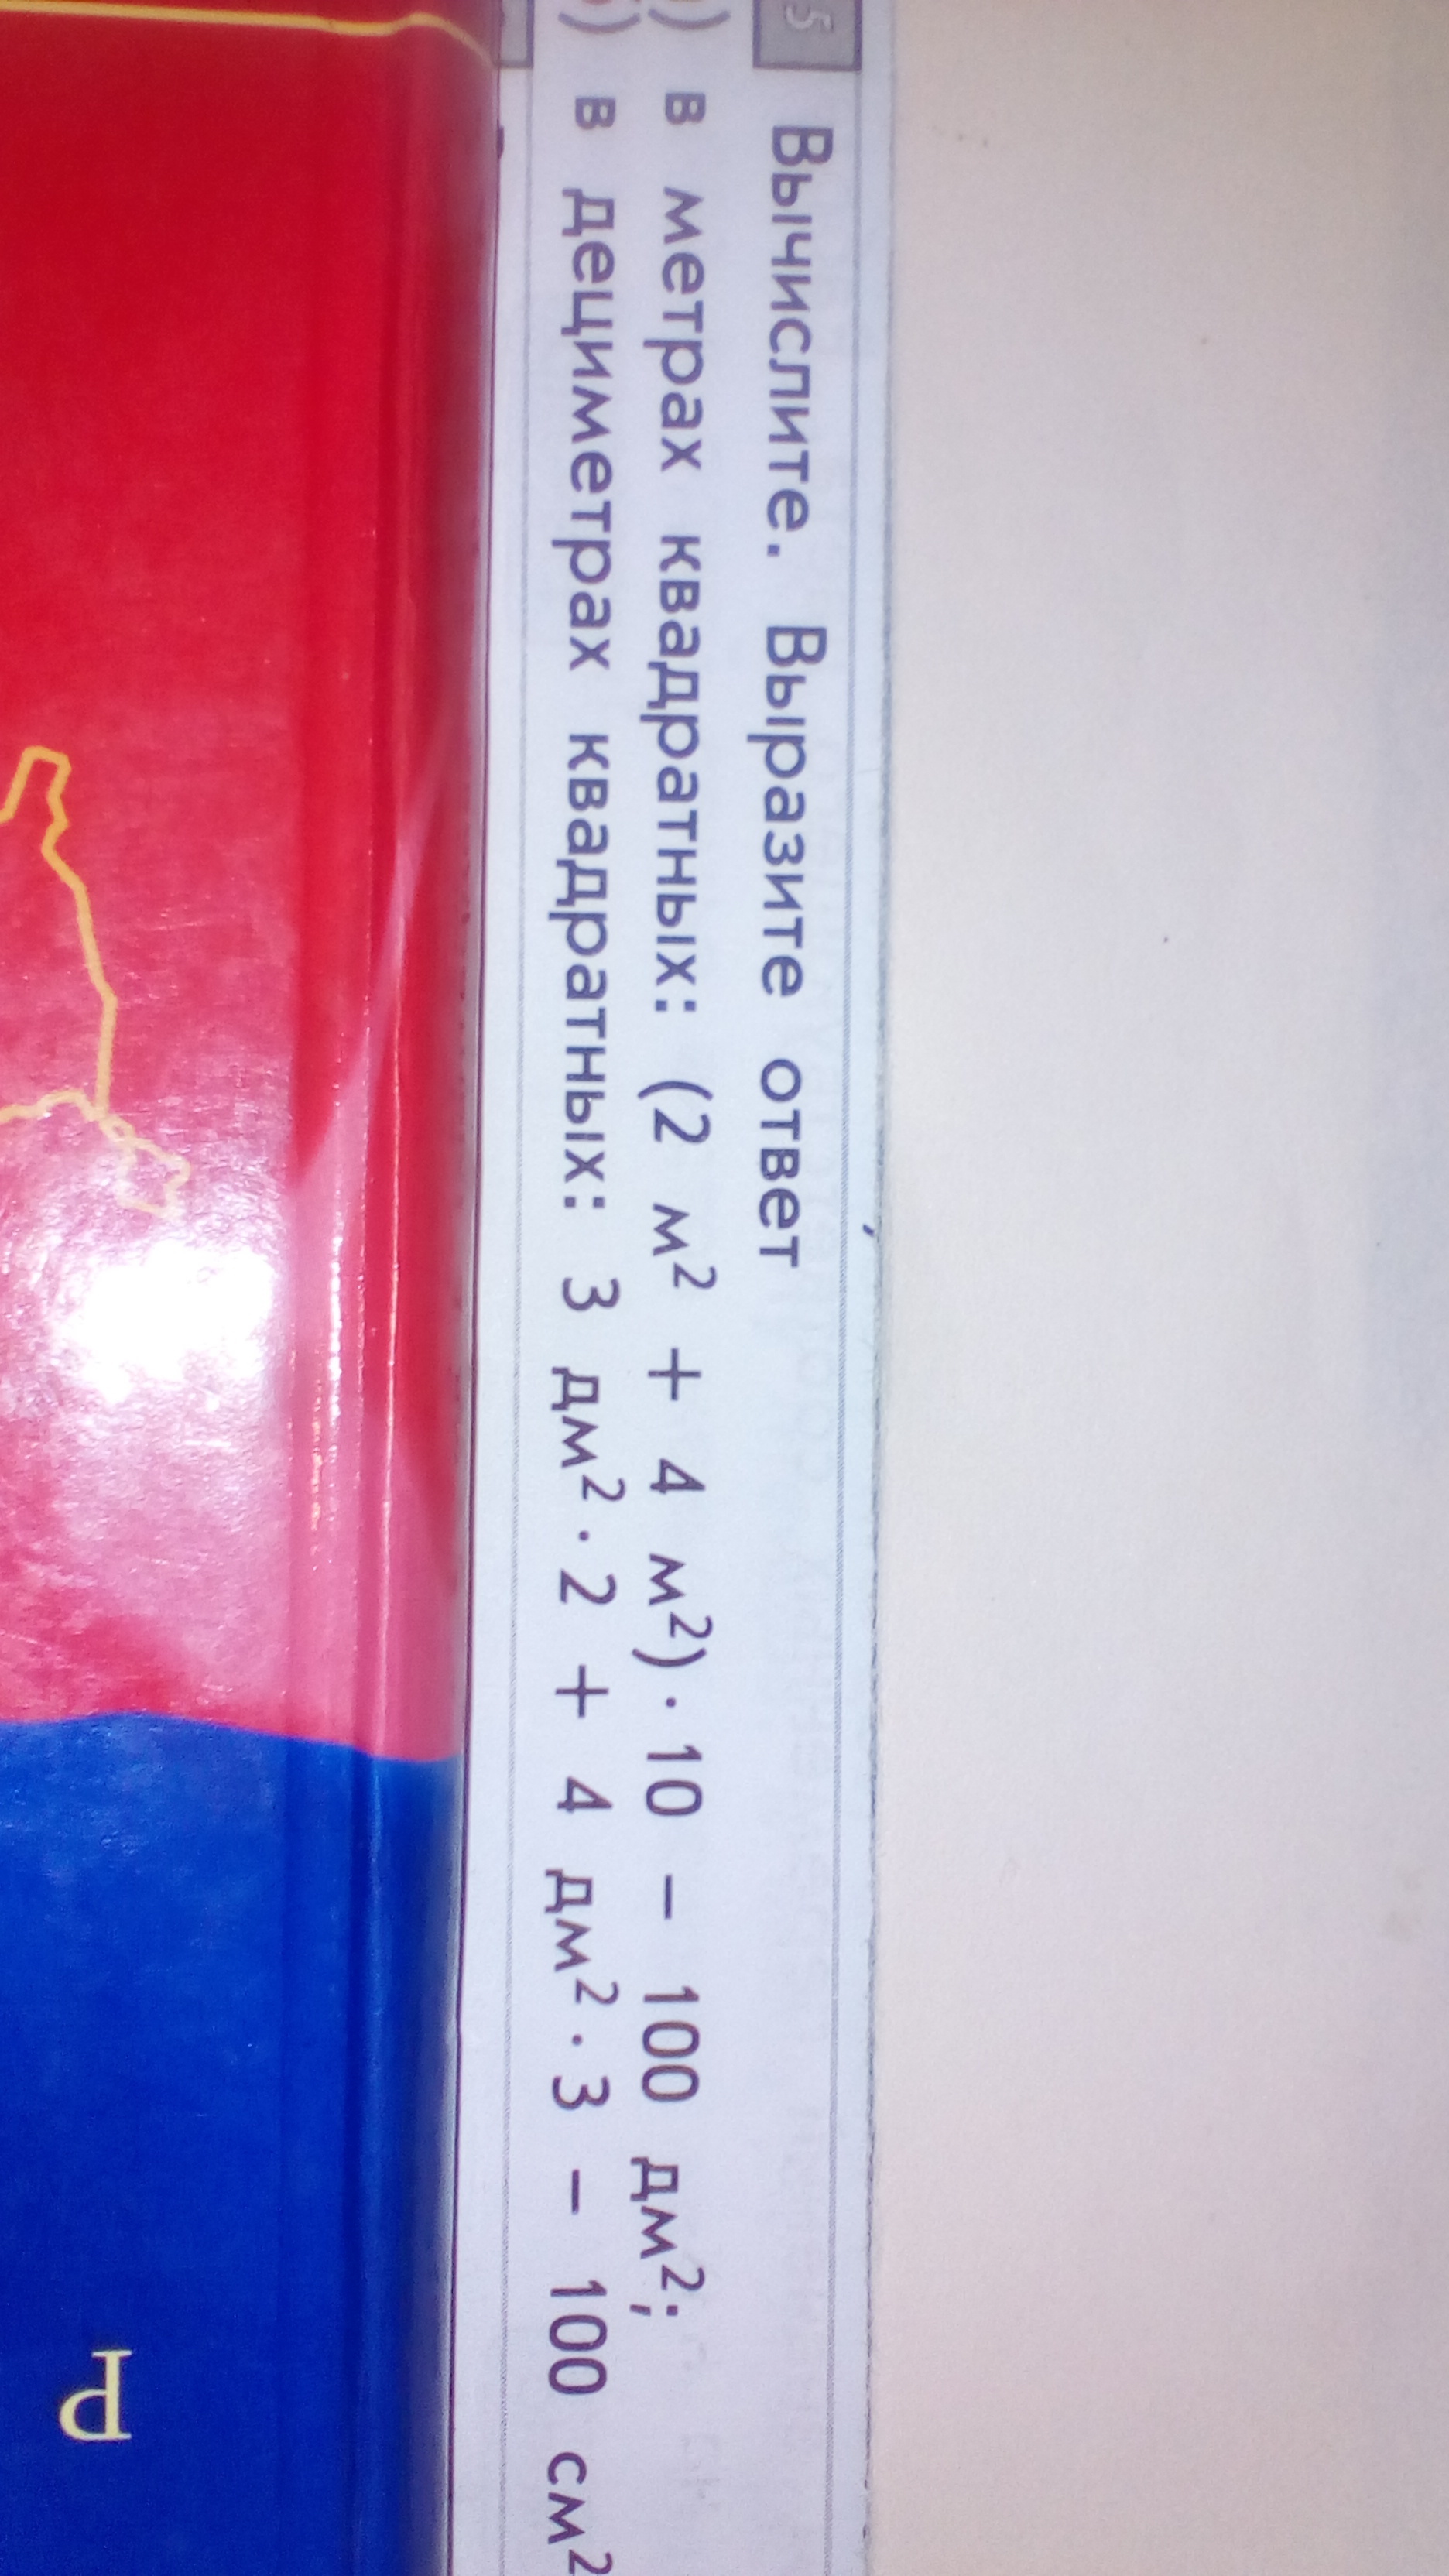 5 Вычислите. Выразите ответ
) в метрах квадратных: (2 м² + 4 м²) · 10 − 100 дм²;
) в дециметрах квадратных: 3 дм² · 2 + 4 дм² · 3 − 100 см²
Р